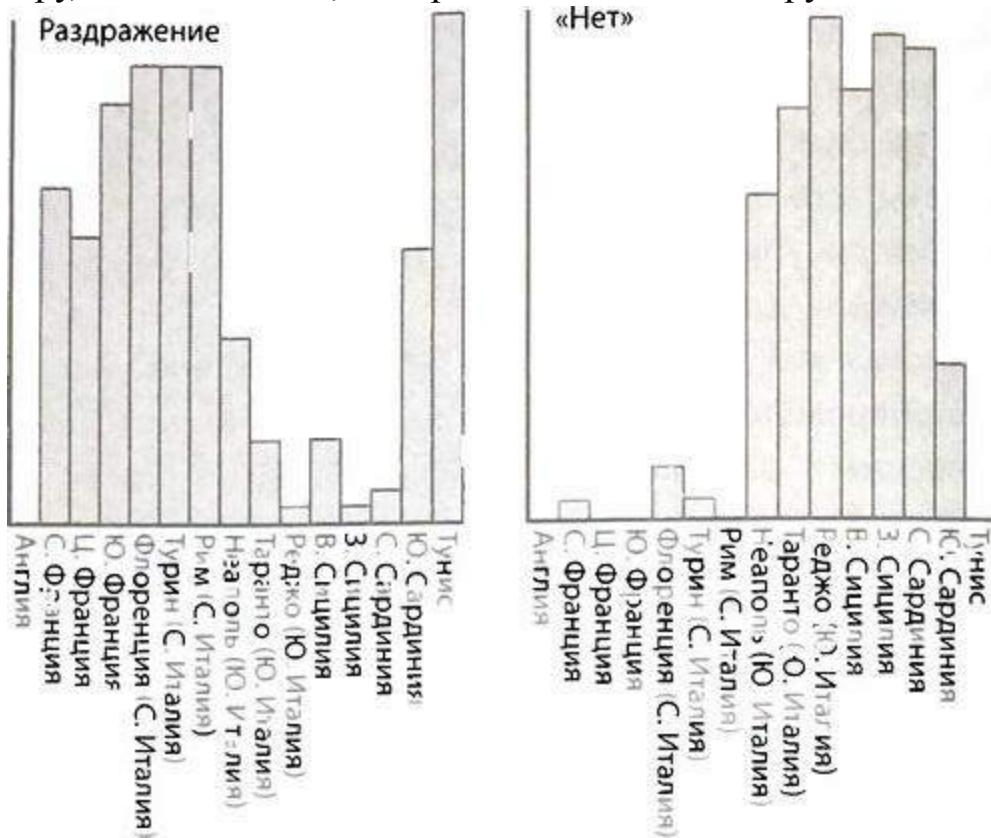 Раздражение
«Нет»
Англия
С. Франция
Ц. Франция
Ю. Франция
Флоренция (С. Италия)
Турин (С. Италия)
Рим (С. Италия)
Неаполь (Ю. Италия)
Таранто (Ю. Италия)
Реджо (Ю. Италия)
В. Сицилия
З. Сицилия
С. Сардиния
Ю. Сардиния
Тунис
Англия
С. Франция
Ц. Франция
Ю. Франция
Флоренция (С. Италия)
Турин (С. Италия)
Рим (С. Италия)
Неаполь (Ю. Италия)
Таранто (Ю. Италия)
Реджо (Ю. Италия)
В. Сицилия
З. Сицилия
С. Сардиния
Ю. Сардиния
Тунис